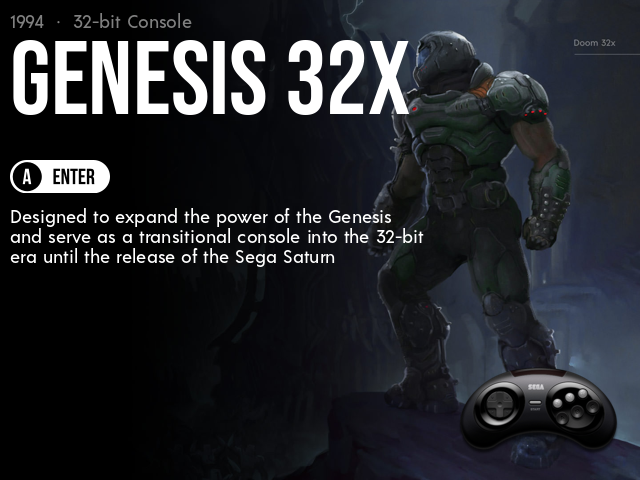 1994 · 32-bit Console
GENESIS 32X
Doom 32x
A ENTER
Designed to expand the power of the Genesis
and serve as a transitional console into the 32-bit
era until the release of the Sega Saturn
SEGA